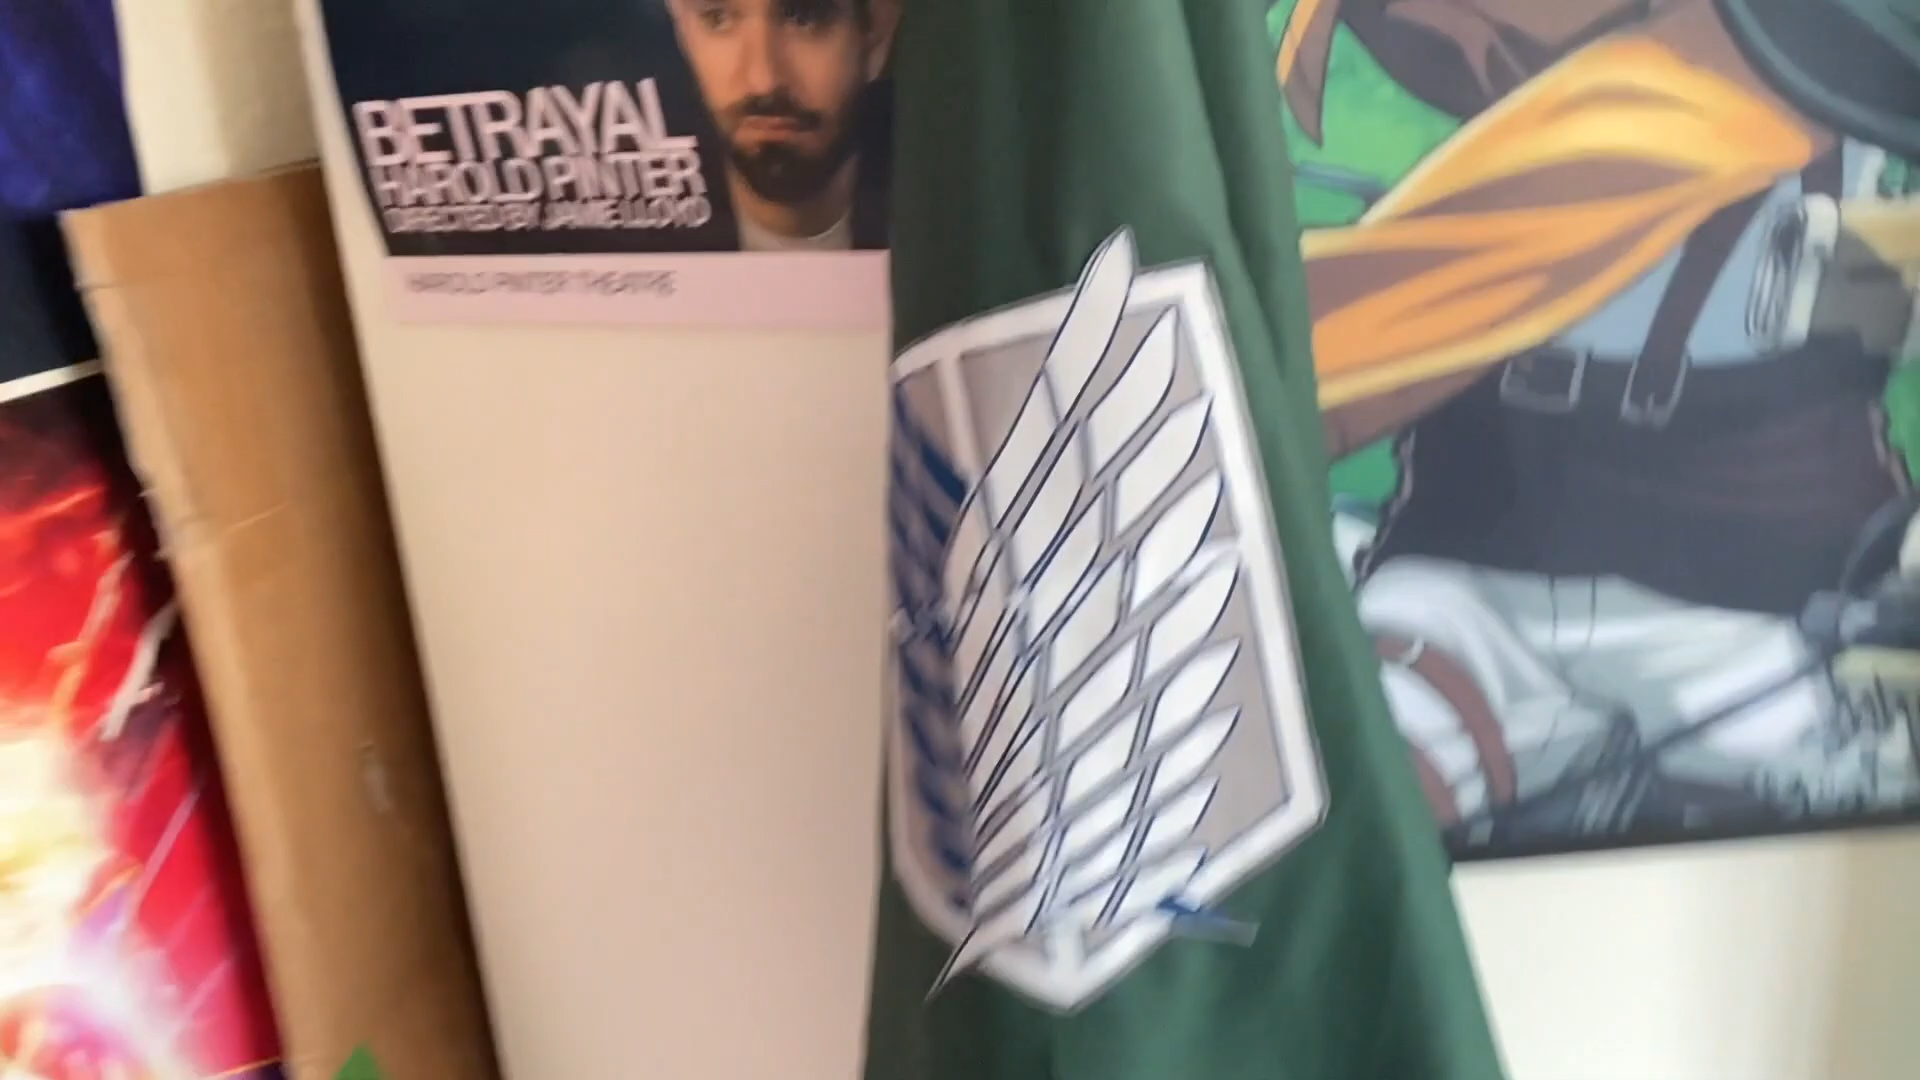 BETRAYAL
HAROLD PINTER
DIRECTED BY JAMIE LLOYD
HAROLD PINTER THEATRE